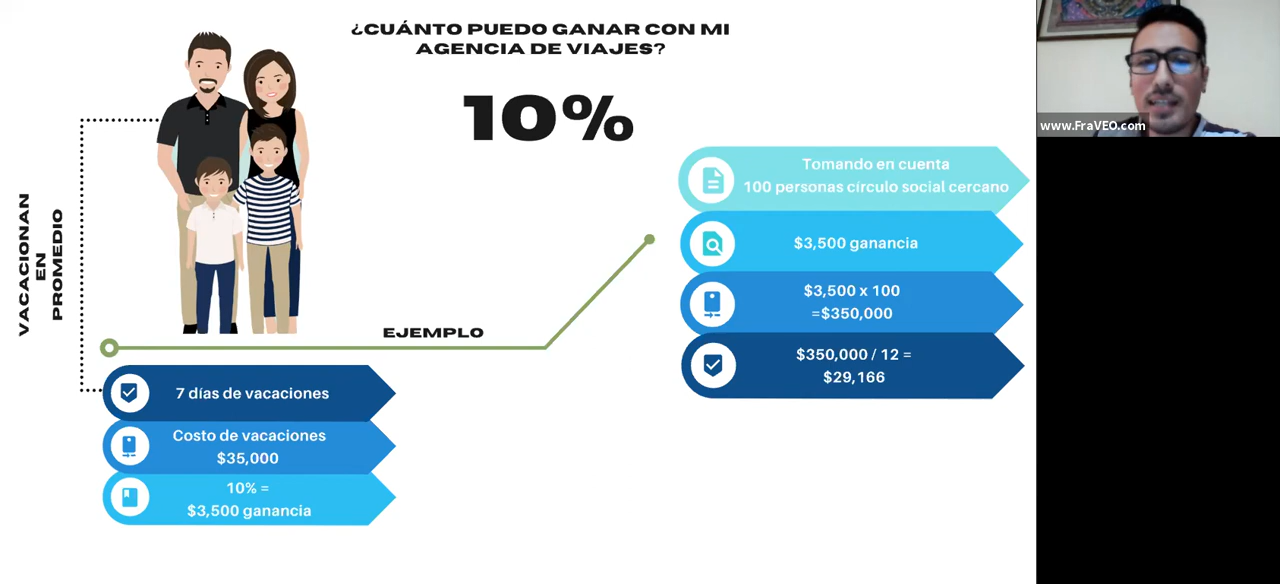 ¿CUÁNTO PUEDO GANAR CON MI
AGENCIA DE VIAJES?
10%
www.FraVEO.com
Tomando en cuenta
100 personas círculo social cercano
$3,500 ganancia
$3,500 x 100
=$350,000
$350,000 / 12 =
$29,166
VACACIONAN
EN
PROMEDIO
EJEMPLO
7 días de vacaciones
Costo de vacaciones
$35,000
10% =
$3,500 ganancia